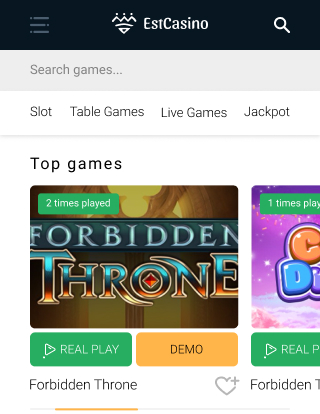 EstCasino
Search games...
Slot Table Games Live Games Jackpot
Top games
2 times played
1 times play
FORBIDDEN
THRONE
REAL PLAY
DEMO
REAL P
Forbidden Throne
Forbidden T